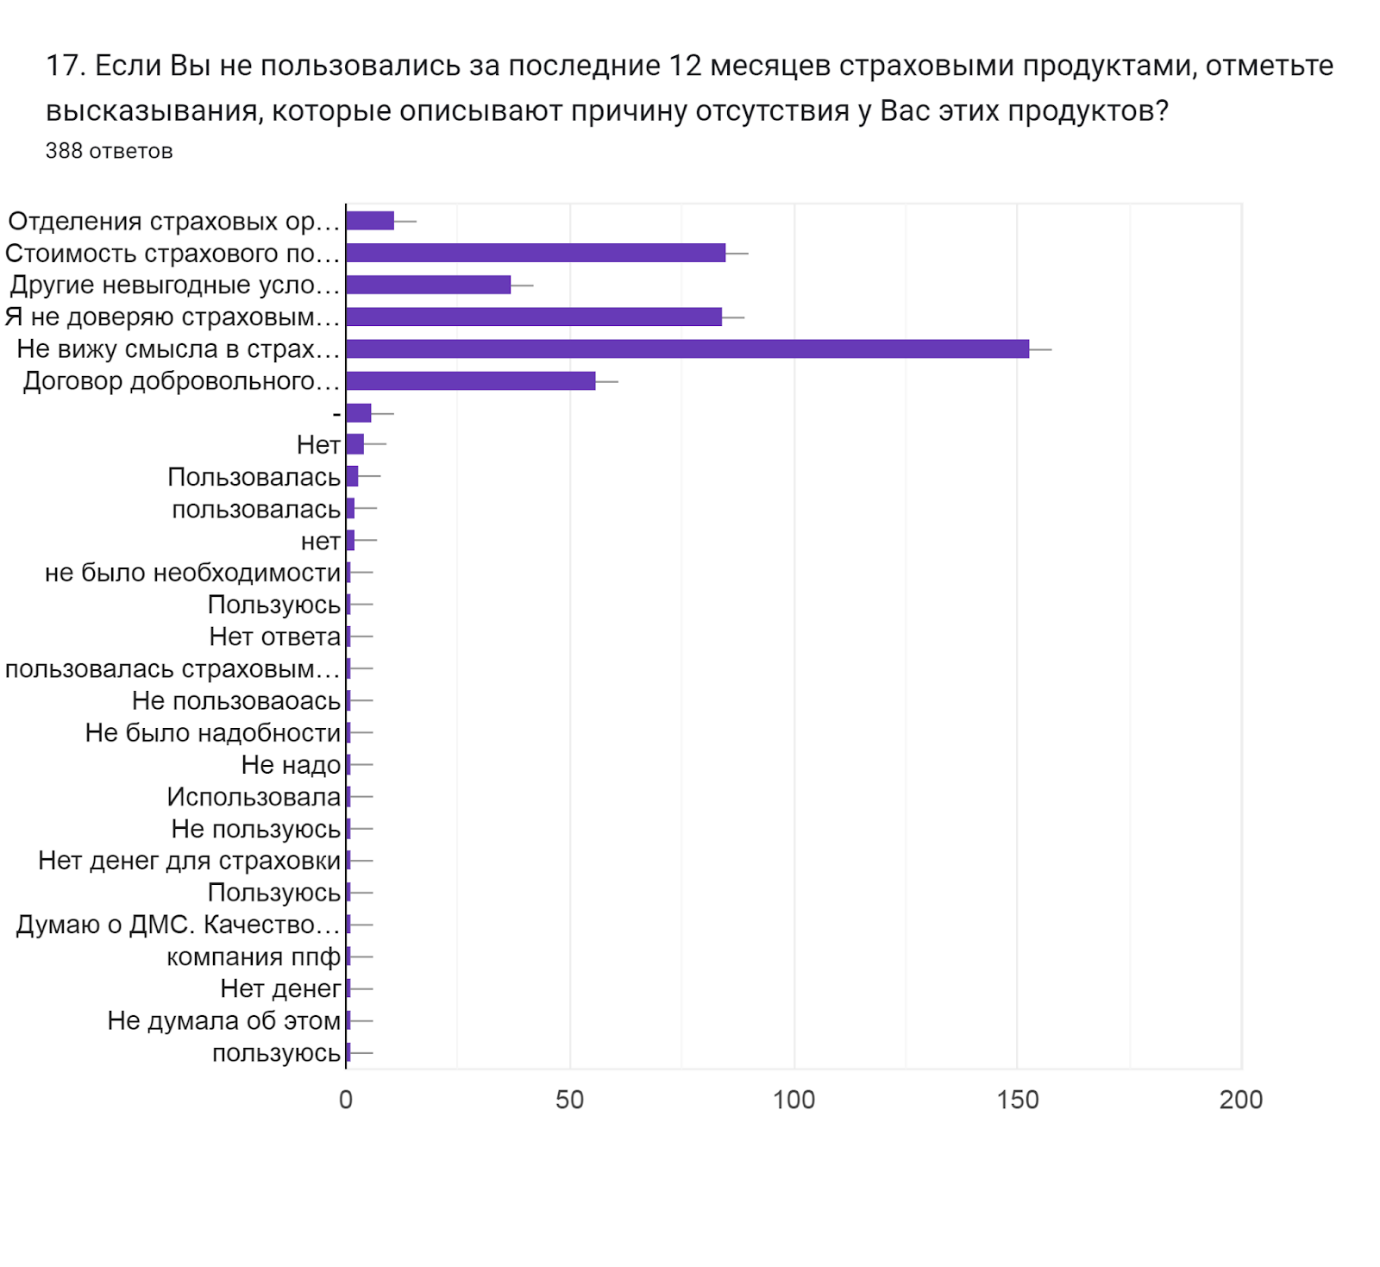 17. Если Вы не пользовались за последние 12 месяцев страховыми продуктами, отметьте
высказывания, которые описывают причину отсутствия у Вас этих продуктов?
388 ответов
Отделения страховых ор…
Стоимость страхового по…
Другие невыгодные усло…
Я не доверяю страховым…
Не вижу смысла в страх…
Договор добровольного…
-
Нет
Пользовалась
пользовалась
нет
не было необходимости
Пользуюсь
Нет ответа
пользовалась страховым…
Не пользоваоась
Не было надобности
Не надо
Использовала
Не пользуюсь
Нет денег для страховки
Пользуюсь
Думаю о ДМС. Качество…
компания ппф
Нет денег
Не думала об этом
пользуюсь
0 50 100 150 200